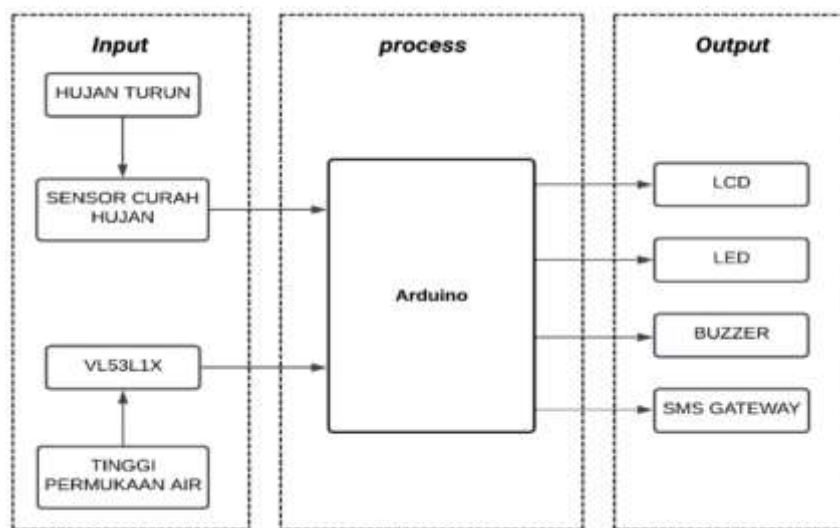 Input
HUJAN TURUN
SENSOR CURAH
HUJAN
VL53L1X
TINGGI
PERMUKAAN AIR
process
Arduino
Output
LCD
LED
BUZZER
SMS GATEWAY